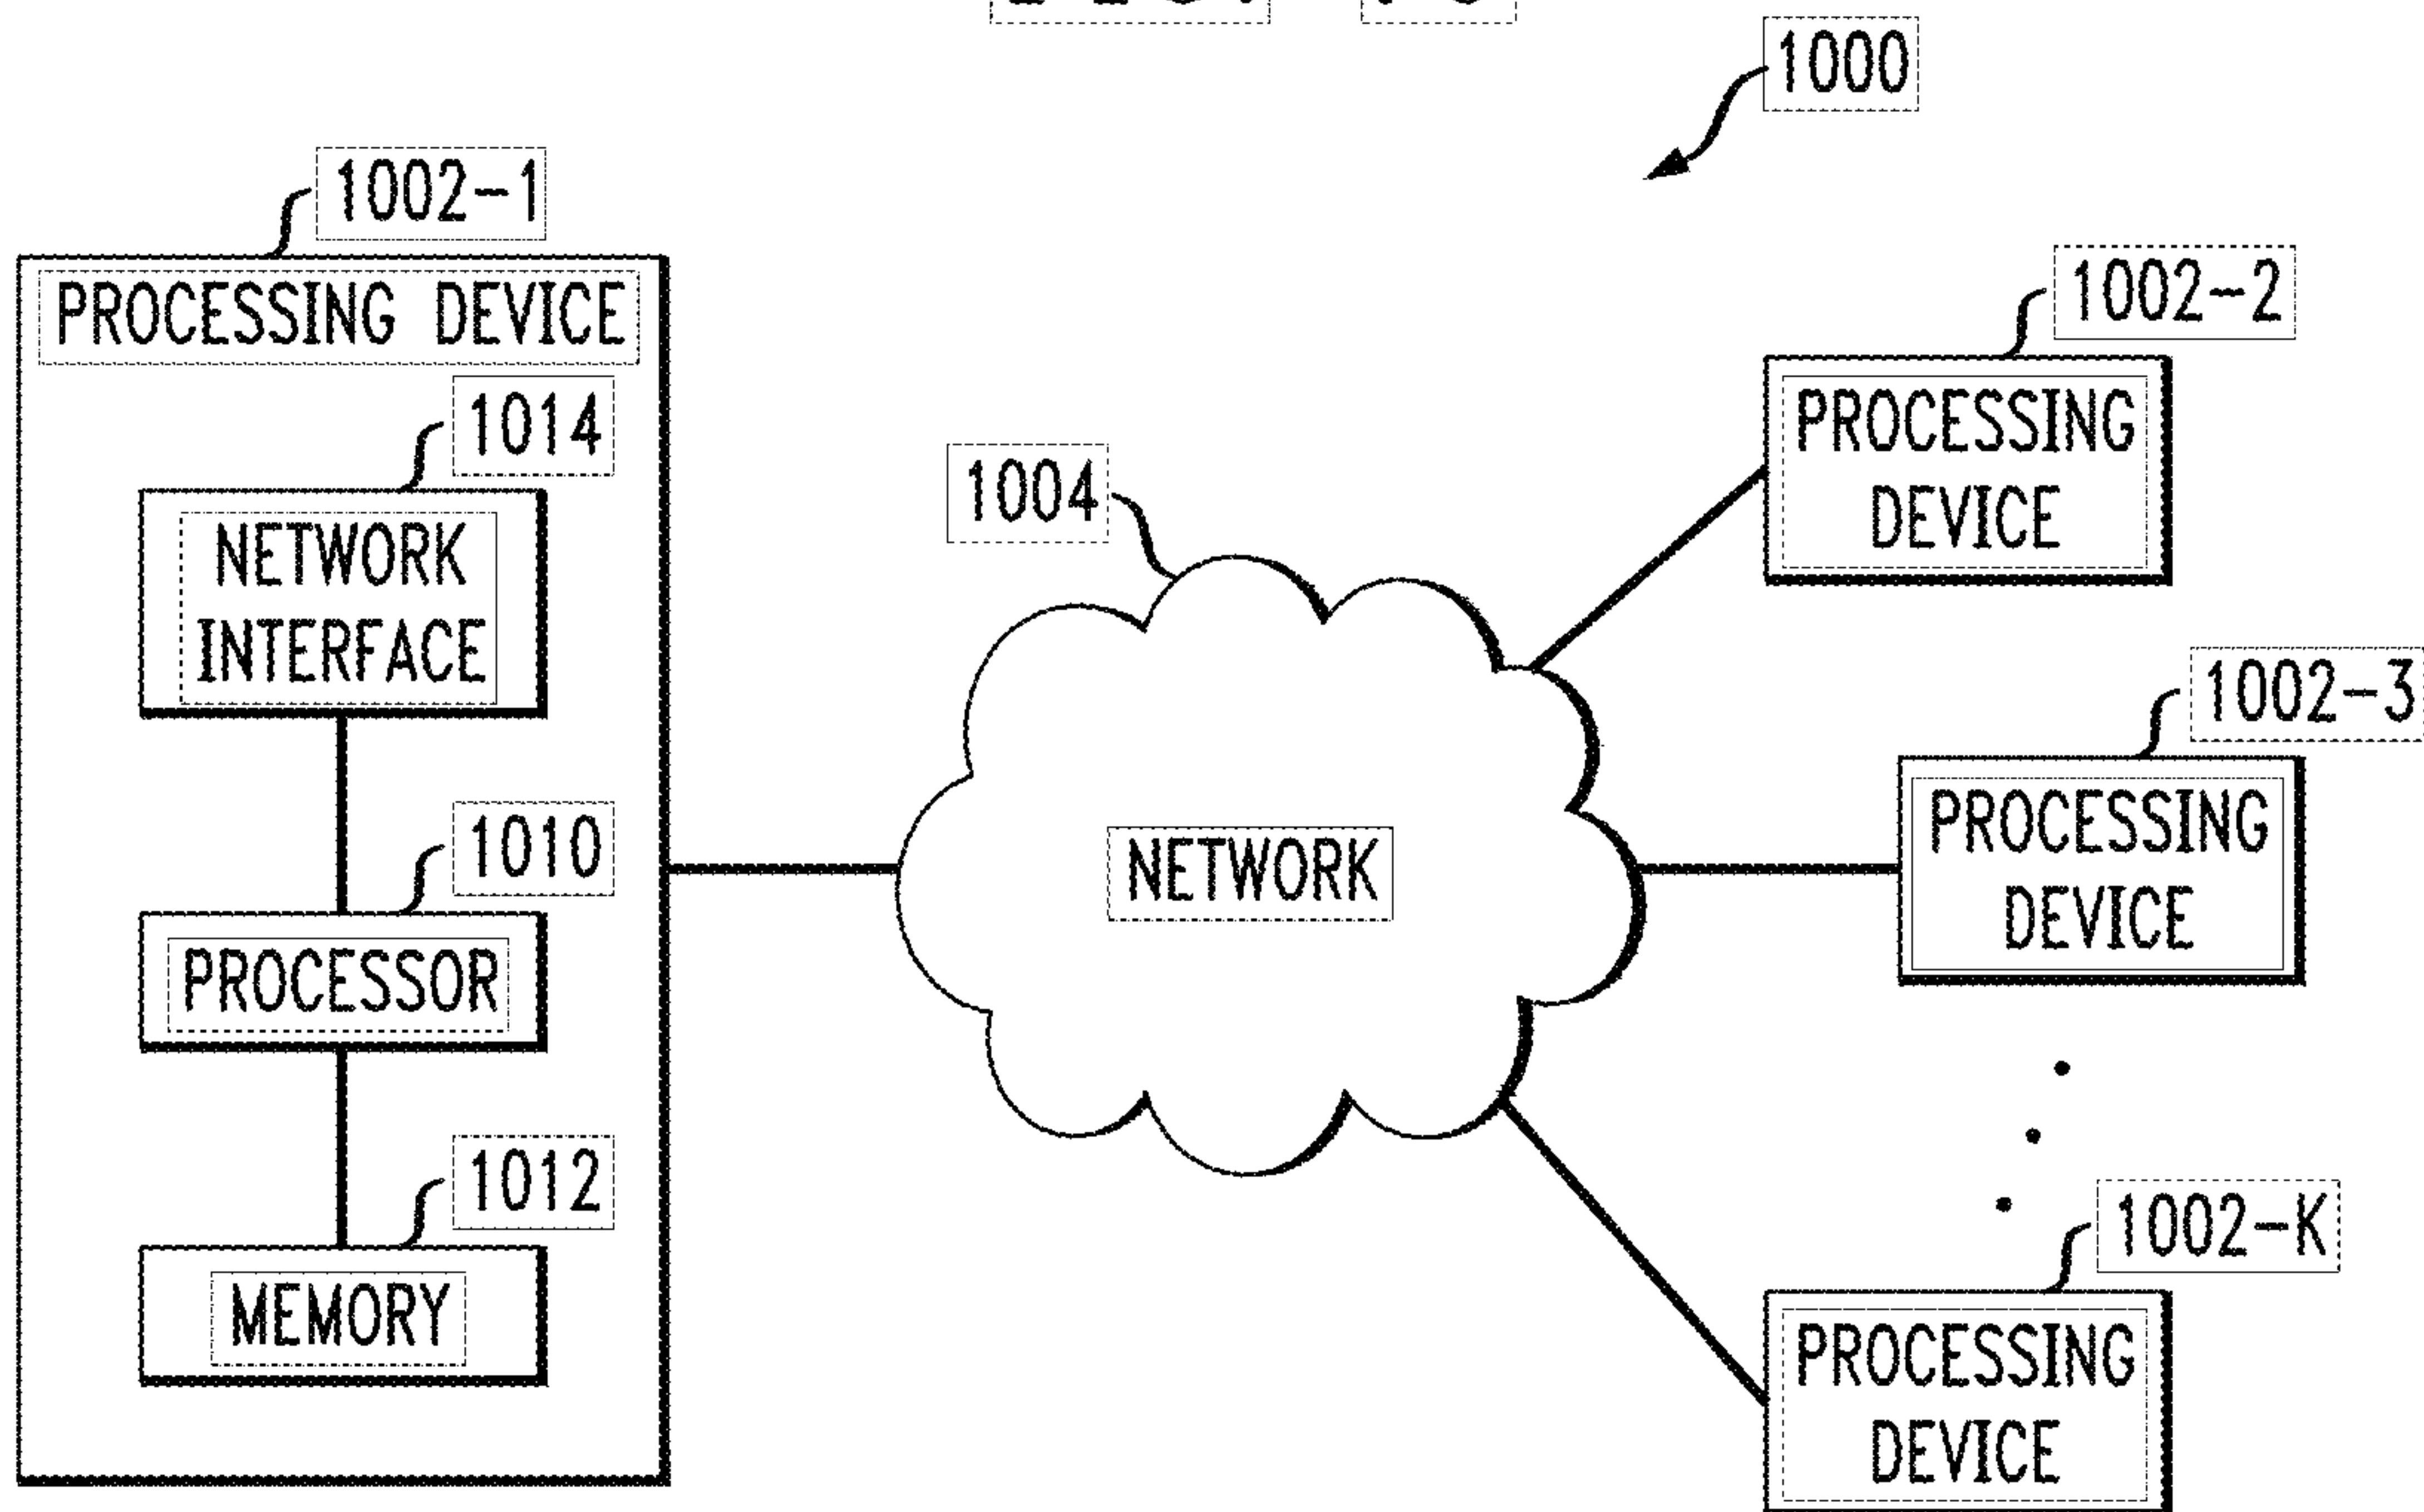 1000
1002-1
PROCESSING DEVICE
1014
NETWORK
INTERFACE
1010
PROCESSOR
1012
MEMORY
1004
NETWORK
1002-2
PROCESSING
DEVICE
1002-3
PROCESSING
DEVICE
1002-K
PROCESSING
DEVICE